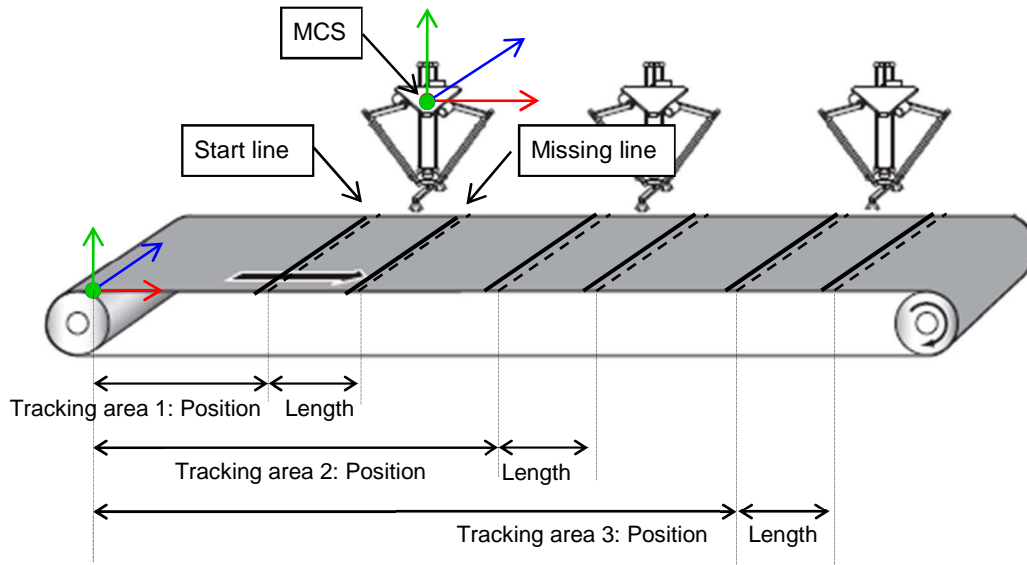 MCS
Start line
Missing line
Tracking area 1: Position
Length
Tracking area 2: Position
Length
Tracking area 3: Position
Length